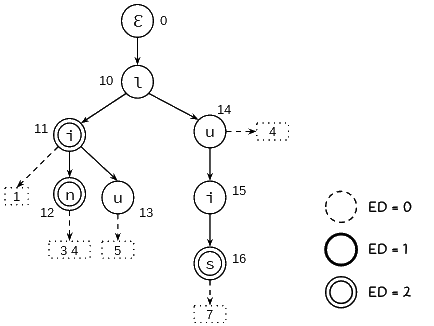 ε 0
10 l
14
11 i u 4
1 n u i 15
12 13
3 4 5
s 16
7
ED = 0
ED = 1
ED = 2